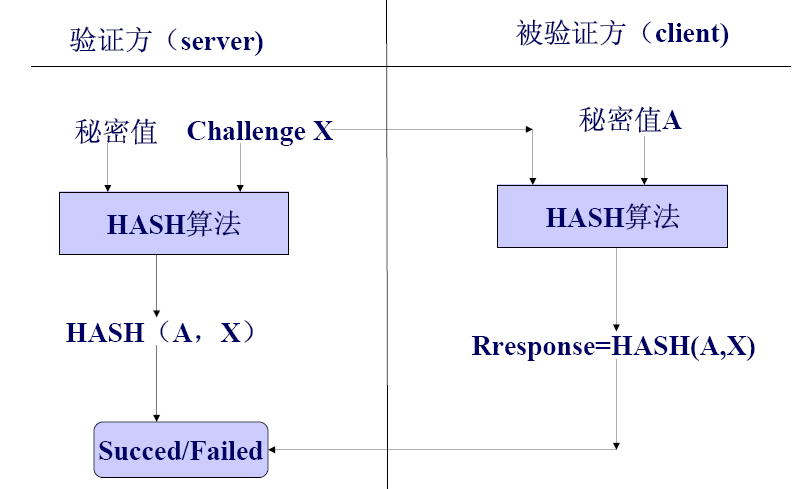 验证方（server)
被验证方（client)
秘密值
Challenge X
秘密值A
HASH算法
HASH算法
HASH（A，X）
Rresponse=HASH(A,X)
Succed/Failed